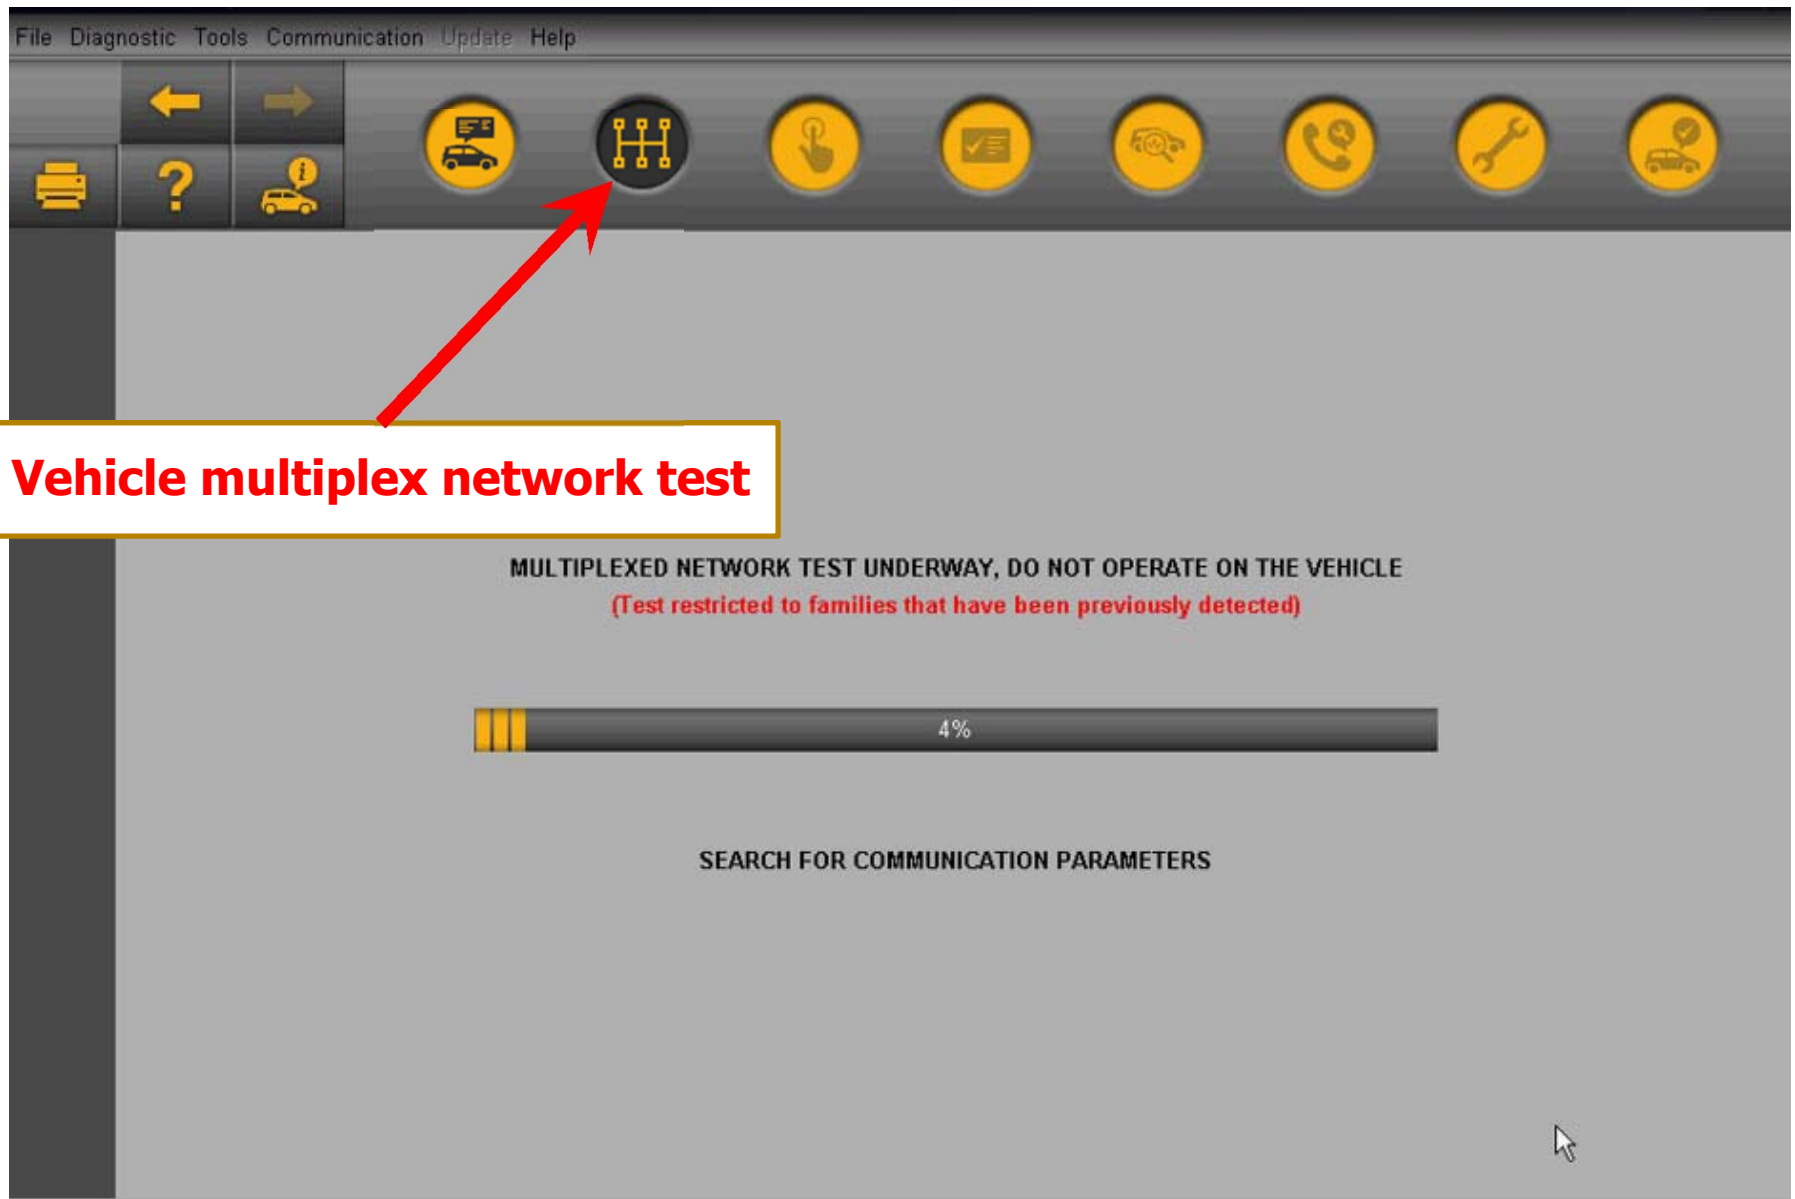 File Diagnostic Tools Communication Update Help
Vehicle multiplex network test
MULTIPLEXED NETWORK TEST UNDERWAY, DO NOT OPERATE ON THE VEHICLE
(Test restricted to families that have been previously detected)
4%
SEARCH FOR COMMUNICATION PARAMETERS